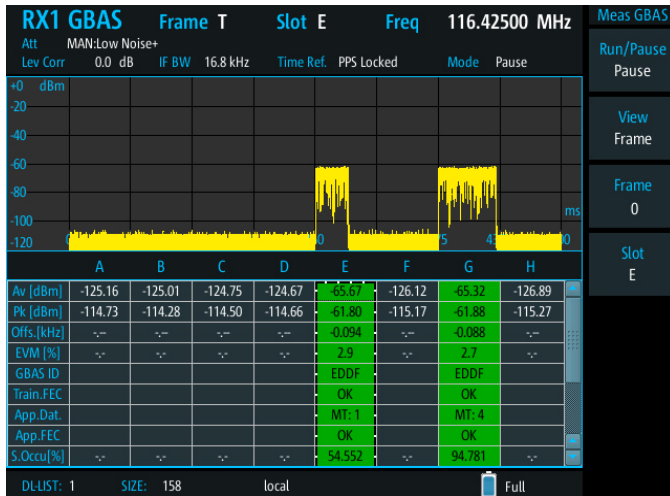 RX1 GBAS Frame T Slot E Freq 116.42500 MHz
Att MAN:Low Noise+
Lev Corr 0.0 dB IF BW 16.8 kHz Time Ref. PPS Locked Mode Pause
Meas GBAS
Run/Pause
Pause
View
Frame
Frame
0
Slot
E
+0 dBm
-20
-40
-60
-80
-100
ms
-120
A B C D E F G H
Av [dBm] -125.16 -125.01 -124.75 -124.67 -65.67 -126.12 -65.32 -126.89
Pk [dBm] -114.73 -114.28 -114.50 -114.66 -61.80 -115.17 -61.88 -115.27
Offs.[kHz] -.-- -.-- -.-- -.-- -0.094 -.-- -0.088 -.--
EVM [%] -.- -.- -.- -.- 2.9 -.- 2.7 -.-
GBAS ID EDDF EDDF
Train.FEC OK OK
App.Dat. MT: 1 MT: 4
App.FEC OK OK
S.Occu[%] -.- -.- -.- -.- 54.552 -.- 94.781 -.-
DL-LIST: 1 SIZE: 158 local Full